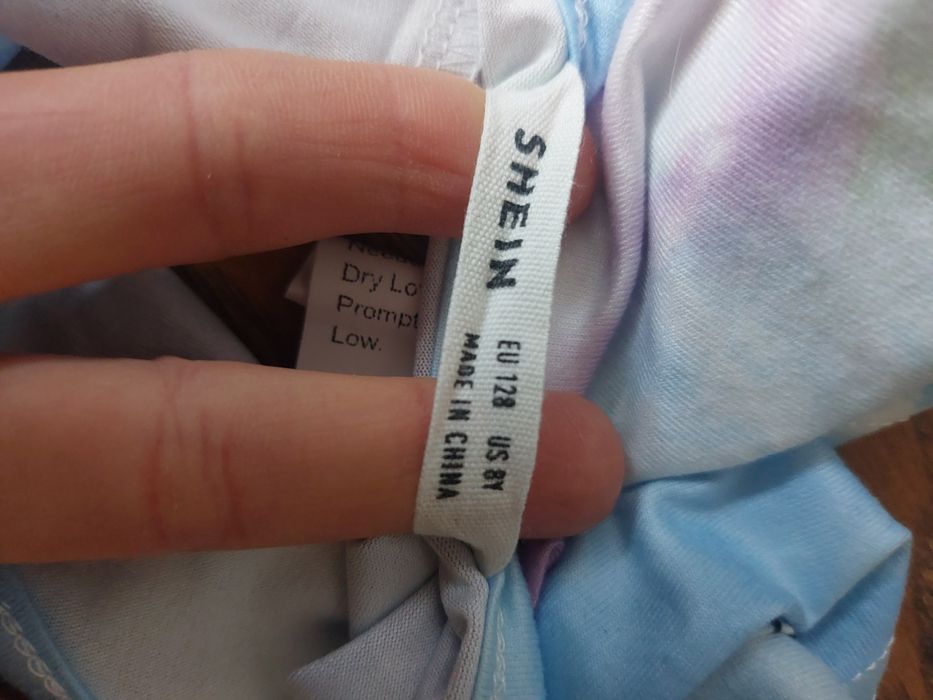 SHEIN
EU 128 US 8Y
MADE IN CHINA
Dry Lo
Prompt
Low.